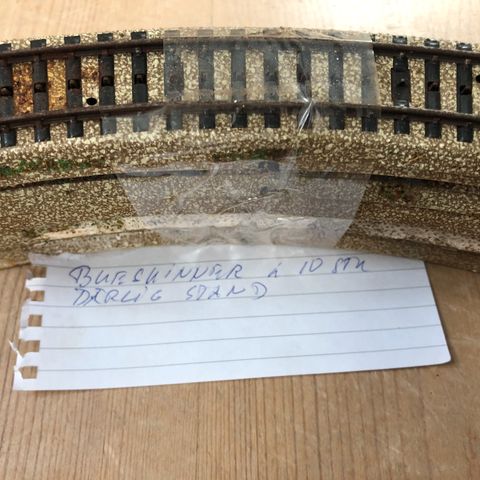 BUESKINNER á 10 STK
DÅRLIG STAND